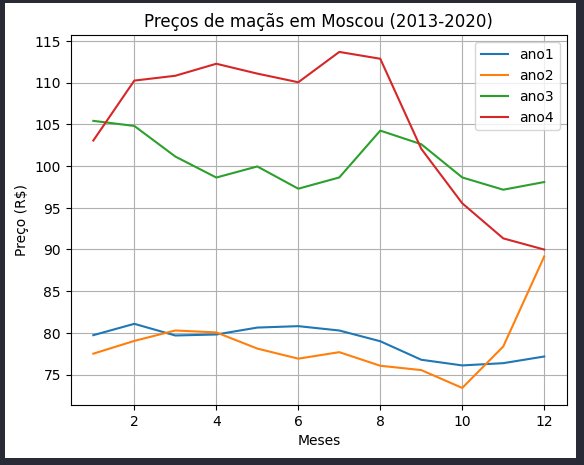 Preços de maçãs em Moscou (2013-2020)
115
110
105
100
95
90
85
80
75
Preço (R$)
ano1
ano2
ano3
ano4
2 4 6 8 10 12
Meses